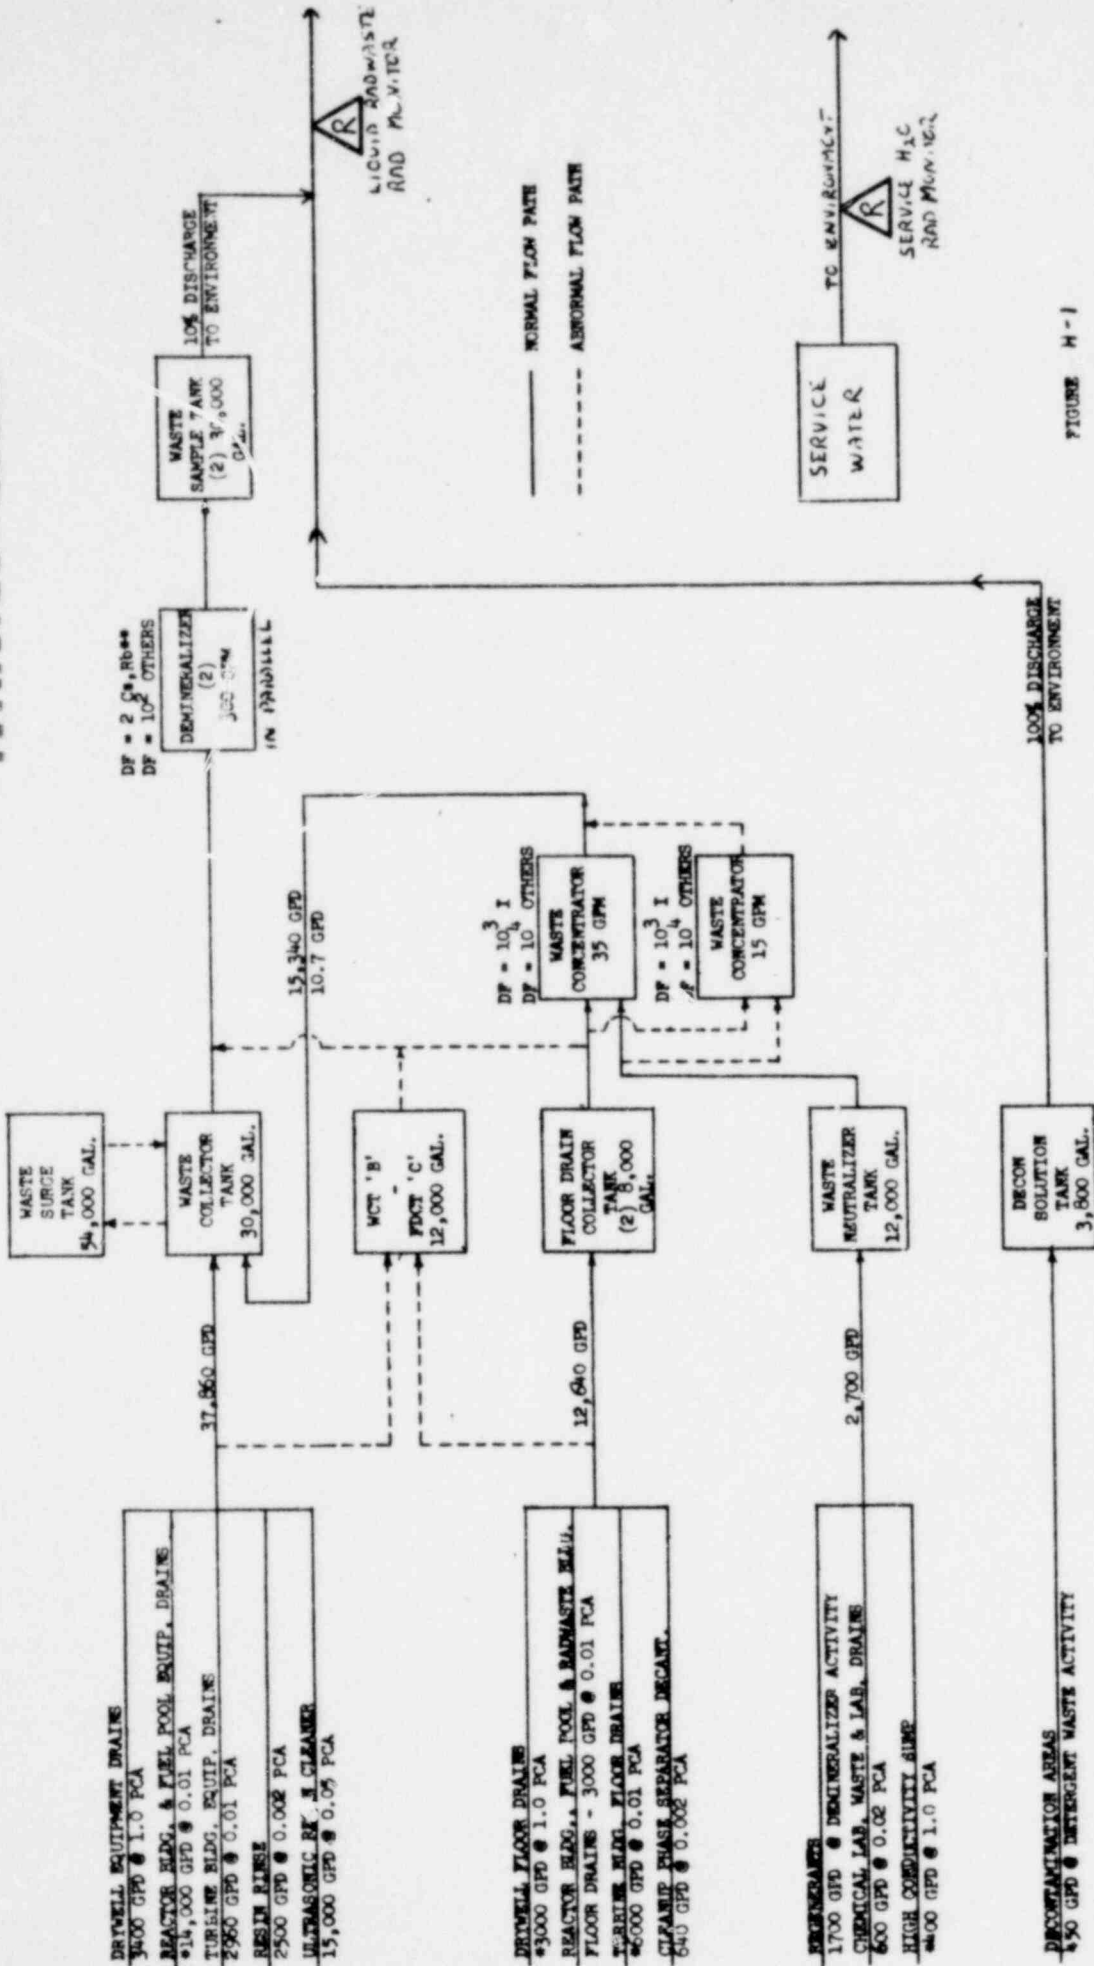 DRYWELL EQUIPMENT DRAINS
3400 GPD @ 1.0 PCA
REACTOR BLDG. & FUEL POOL EQUIP. DRAINS
*14,000 GPD @ 0.01 PCA
TURBINE BLDG. EQUIP. DRAINS
2960 GPD @ 0.01 PCA
RESIN RINSE
2500 GPD @ 0.002 PCA
ULTRASONIC CLEANER
15,000 GPD @ 0.05 PCA
37,860 GPD
WASTE
SURGE
TANK
54,000 GAL.
WASTE
COLLECTOR
TANK
30,000 GAL.
DF = 2 Cs,Rb**
DF = 10² OTHERS
DEMINERALIZER
(2)
IN PARALLEL
WASTE
SAMPLE TANK
(2)
10% DISCHARGE
TO ENVIRONMENT
R
LIQUID RADWASTE
RAD MONITOR
15,340 GPD
10.7 GPD
WCT 'B'
-
FDCT 'C'
12,000 GAL.
DRYWELL FLOOR DRAINS
*3000 GPD @ 1.0 PCA
REACTOR BLDG., FUEL POOL & RADWASTE BLDG.
FLOOR DRAINS - 3000 GPD @ 0.01 PCA
TURBINE BLDG. FLOOR DRAINS
*6000 GPD @ 0.01 PCA
CLEANUP PHASE SEPARATOR DECANT.
640 GPD @ 0.002 PCA
12,640 GPD
FLOOR DRAIN
COLLECTOR
TANK
(2) 8,000
GAL.
DF = 10³ I
DF = 10⁴ OTHERS
WASTE
CONCENTRATOR
35 GPM
DF = 10³ I
= 10⁴ OTHERS
WASTE
CONCENTRATOR
15 GPM
NORMAL FLOW PATH
ABNORMAL FLOW PATH
REGENERANTS
1700 GPD @ DEMINERALIZER ACTIVITY
CHEMICAL LAB. WASTE & LAB. DRAINS
600 GPD @ 0.02 PCA
HIGH CONDUCTIVITY SUMP
*400 GPD @ 1.0 PCA
2,700 GPD
WASTE
NEUTRALIZER
TANK
12,000 GAL.
SERVICE
WATER
TO ENVIRONMENT
R
SERVICE H2O
RAD MONITOR
DECONTAMINATION AREAS
*450 GPD @ DETERGENT WASTE ACTIVITY
DECON
SOLUTION
TANK
3,800 GAL.
100% DISCHARGE
TO ENVIRONMENT
FIGURE H-1